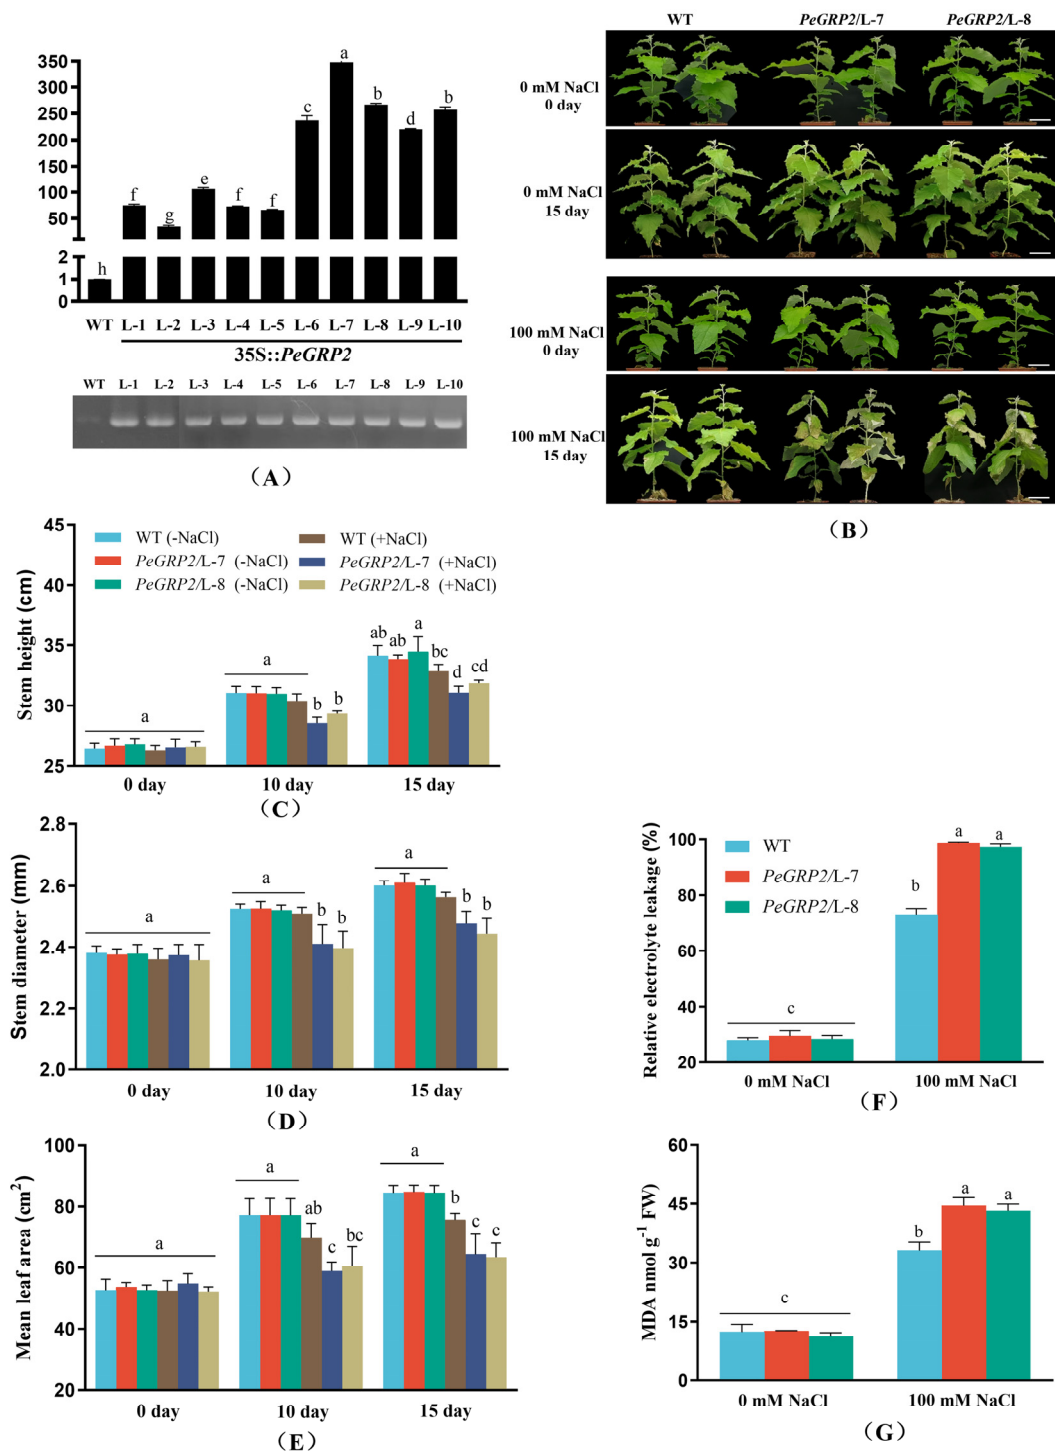 350
300
250
200
150
100
50
2
1
0
h
f
g
e
f
f
c
a
b
d
b
WT L-1 L-2 L-3 L-4 L-5 L-6 L-7 L-8 L-9 L-10
35S::PeGRP2
WT L-1 L-2 L-3 L-4 L-5 L-6 L-7 L-8 L-9 L-10
(A)
WT PeGRP2/L-7 PeGRP2/L-8
0 mM NaCl
0 day
0 mM NaCl
15 day
100 mM NaCl
0 day
100 mM NaCl
15 day
(B)
Stem height (cm)
45
40
35
30
25
WT (-NaCl)
PeGRP2/L-7 (-NaCl)
PeGRP2/L-8 (-NaCl)
WT (+NaCl)
PeGRP2/L-7 (+NaCl)
PeGRP2/L-8 (+NaCl)
a
a
b
b
ab ab a bc d cd
0 day 10 day 15 day
(C)
Stem diameter (mm)
2.8
2.6
2.4
2.2
2.0
a
a
b
b
a
b
b
0 day 10 day 15 day
(D)
Mean leaf area (cm²)
100
80
60
40
20
a
a
ab
c
bc
a
b
c
c
0 day 10 day 15 day
(E)
Relative electrolyte leakage (%)
100
80
60
40
20
WT
PeGRP2/L-7
PeGRP2/L-8
c
b
a
a
0 mM NaCl 100 mM NaCl
(F)
MDA nmol g⁻¹ FW)
60
45
30
15
0
c
b
a
a
0 mM NaCl 100 mM NaCl
(G)